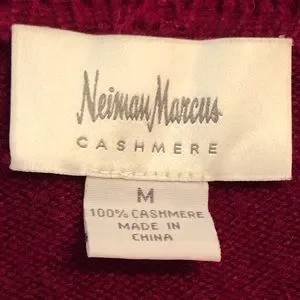 Neiman Marcus
CASHMERE
M
100% CASHMERE
MADE IN
CHINA